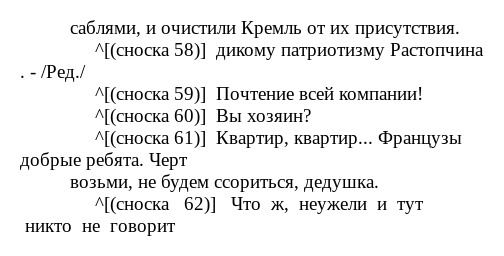 саблями, и очистили Кремль от их присутствия.
^[(сноска 58)] дикому патриотизму Растопчина
. - /Ред./
^[(сноска 59)] Почтение всей компании!
^[(сноска 60)] Вы хозяин?
^[(сноска 61)] Квартир, квартир... Французы
добрые ребята. Черт
возьми, не будем ссориться, дедушка.
^[(сноска 62)] Что ж, неужели и тут
никто не говорит